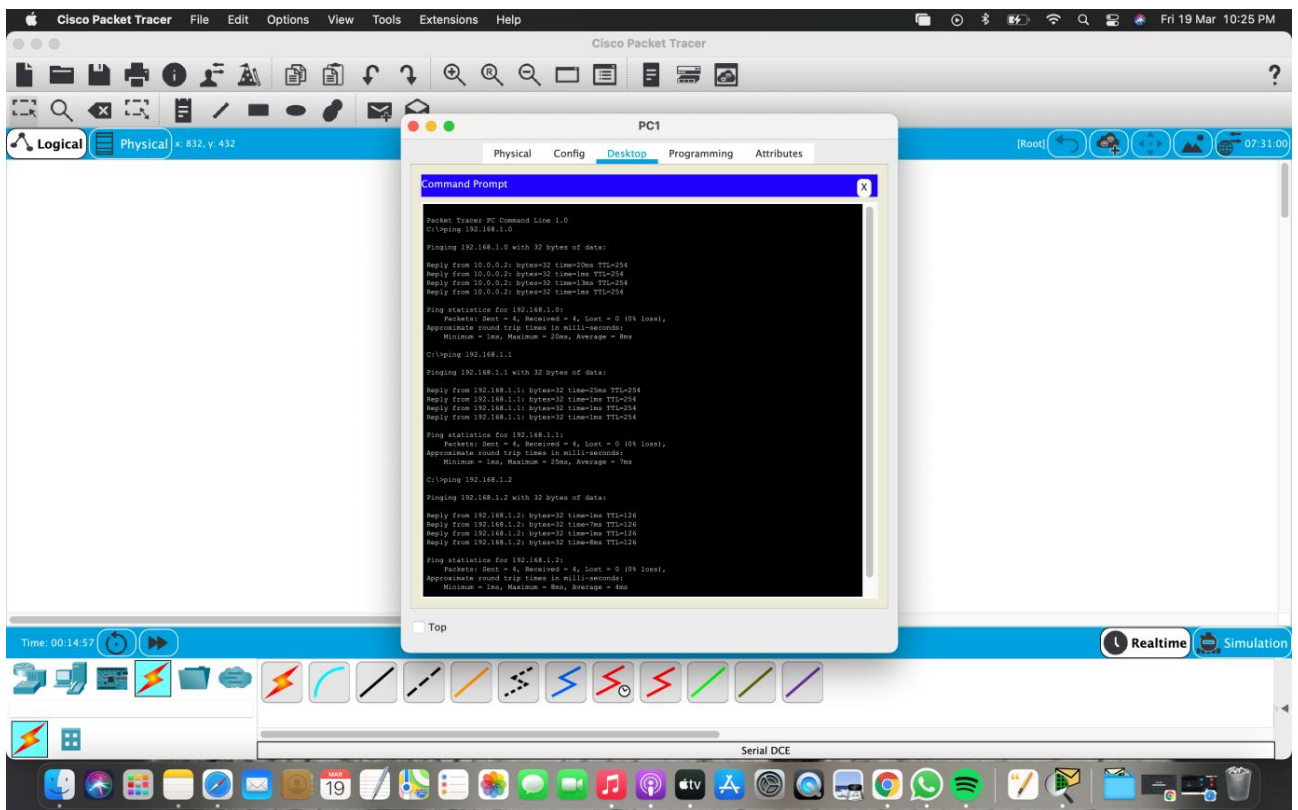 Cisco Packet Tracer File Edit Options View Tools Extensions Help Fri 19 Mar 10:25 PM
Cisco Packet Tracer
?
PC1
Logical Physical x: 832, y: 432 [Root] 07:31:00
Physical Config Desktop Programming Attributes
Command Prompt X
Packet Tracer PC Command Line 1.0
C:\>ping 192.168.1.0
Pinging 192.168.1.0 with 32 bytes of data:
Reply from 10.0.0.2: bytes=32 time=20ms TTL=254
Reply from 10.0.0.2: bytes=32 time=1ms TTL=254
Reply from 10.0.0.2: bytes=32 time=13ms TTL=254
Reply from 10.0.0.2: bytes=32 time=1ms TTL=254
Ping statistics for 192.168.1.0:
Packets: Sent = 4, Received = 4, Lost = 0 (0% loss),
Approximate round trip times in milli-seconds:
Minimum = 1ms, Maximum = 20ms, Average = 8ms
C:\>ping 192.168.1.1
Pinging 192.168.1.1 with 32 bytes of data:
Reply from 192.168.1.1: bytes=32 time=25ms TTL=254
Reply from 192.168.1.1: bytes=32 time=1ms TTL=254
Reply from 192.168.1.1: bytes=32 time=1ms TTL=254
Reply from 192.168.1.1: bytes=32 time=1ms TTL=254
Ping statistics for 192.168.1.1:
Packets: Sent = 4, Received = 4, Lost = 0 (0% loss),
Approximate round trip times in milli-seconds:
Minimum = 1ms, Maximum = 25ms, Average = 7ms
C:\>ping 192.168.1.2
Pinging 192.168.1.2 with 32 bytes of data:
Reply from 192.168.1.2: bytes=32 time=1ms TTL=126
Reply from 192.168.1.2: bytes=32 time=7ms TTL=126
Reply from 192.168.1.2: bytes=32 time=1ms TTL=126
Reply from 192.168.1.2: bytes=32 time=8ms TTL=126
Ping statistics for 192.168.1.2:
Packets: Sent = 4, Received = 4, Lost = 0 (0% loss),
Approximate round trip times in milli-seconds:
Minimum = 1ms, Maximum = 8ms, Average = 4ms
Top
Time: 00:14:57 Realtime Simulation
Serial DCE
MAR
19
tv